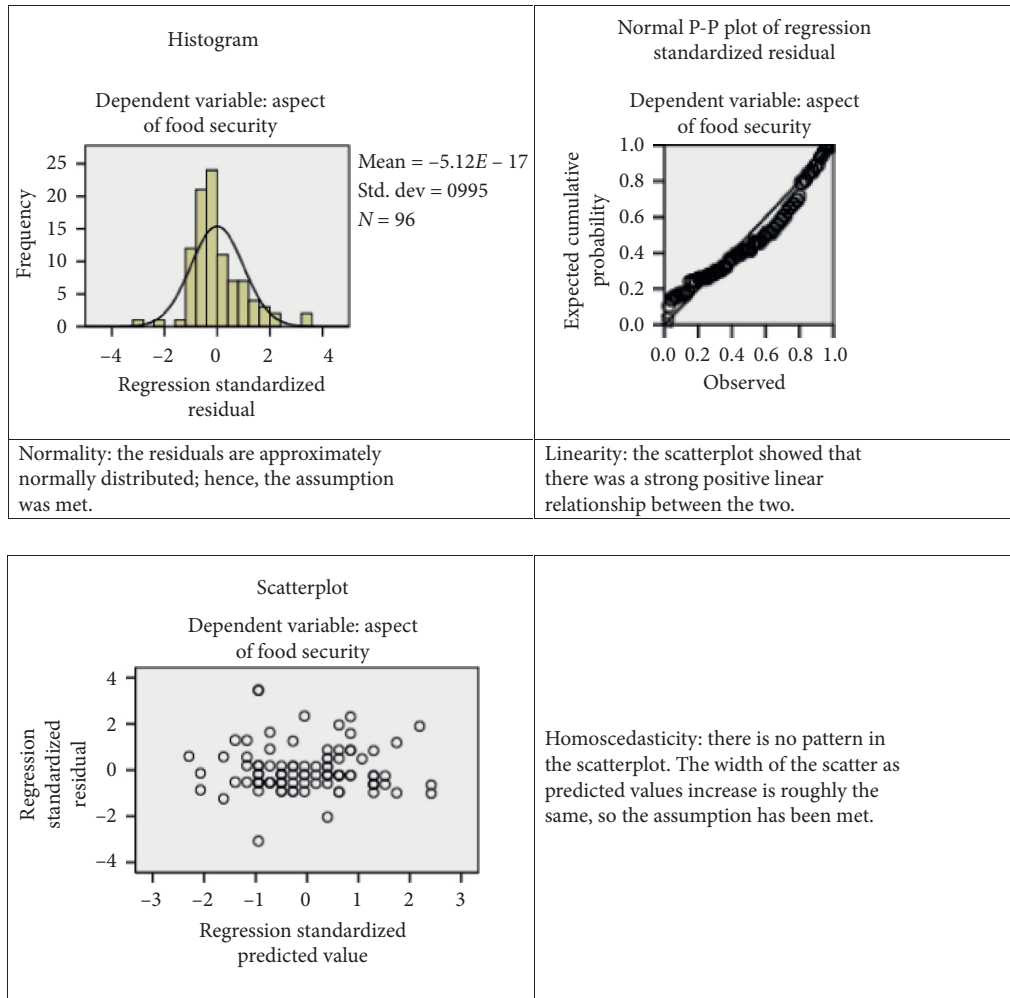 Histogram
Dependent variable: aspect
of food security
25
20
15
10
5
0
Frequency
–4 –2 0 2 4
Regression standardized
residual
Mean = –5.12E – 17
Std. dev = 0995
N = 96
Normal P-P plot of regression
standardized residual
Dependent variable: aspect
of food security
1.0
0.8
0.6
0.4
0.2
0.0
Expected cumulative
probability
0.0 0.2 0.4 0.6 0.8 1.0
Observed
Normality: the residuals are approximately
normally distributed; hence, the assumption
was met.
Linearity: the scatterplot showed that
there was a strong positive linear
relationship between the two.
Scatterplot
Dependent variable: aspect
of food security
4
2
0
–2
–4
Regression
standardized
residual
–3 –2 –1 0 1 2 3
Regression standardized
predicted value
Homoscedasticity: there is no pattern in
the scatterplot. The width of the scatter as
predicted values increase is roughly the
same, so the assumption has been met.